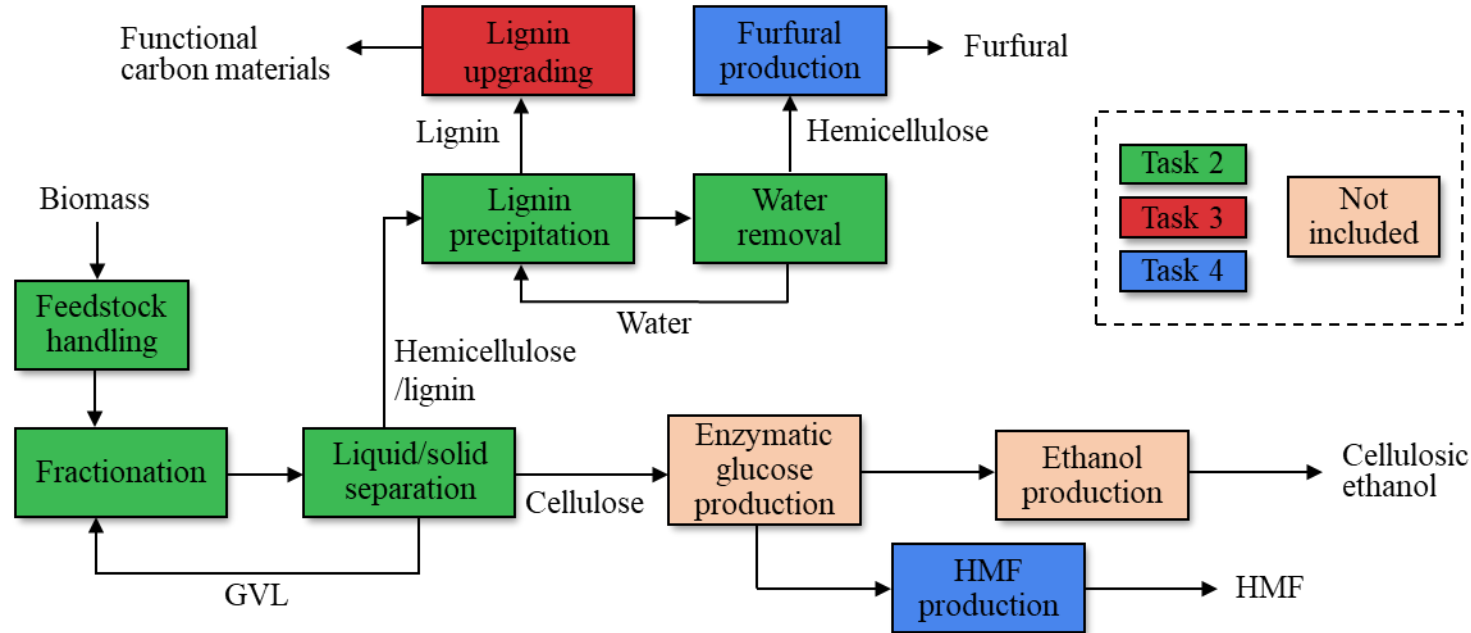 Functional
carbon materials
Lignin
upgrading
Furfural
production
Furfural
Lignin
Hemicellulose
Biomass
Lignin
precipitation
Water
removal
Task 2
Task 3
Task 4
Not
included
Feedstock
handling
Water
Hemicellulose
/lignin
Fractionation
Liquid/solid
separation
Cellulose
Enzymatic
glucose
production
Ethanol
production
Cellulosic
ethanol
GVL
HMF
production
HMF